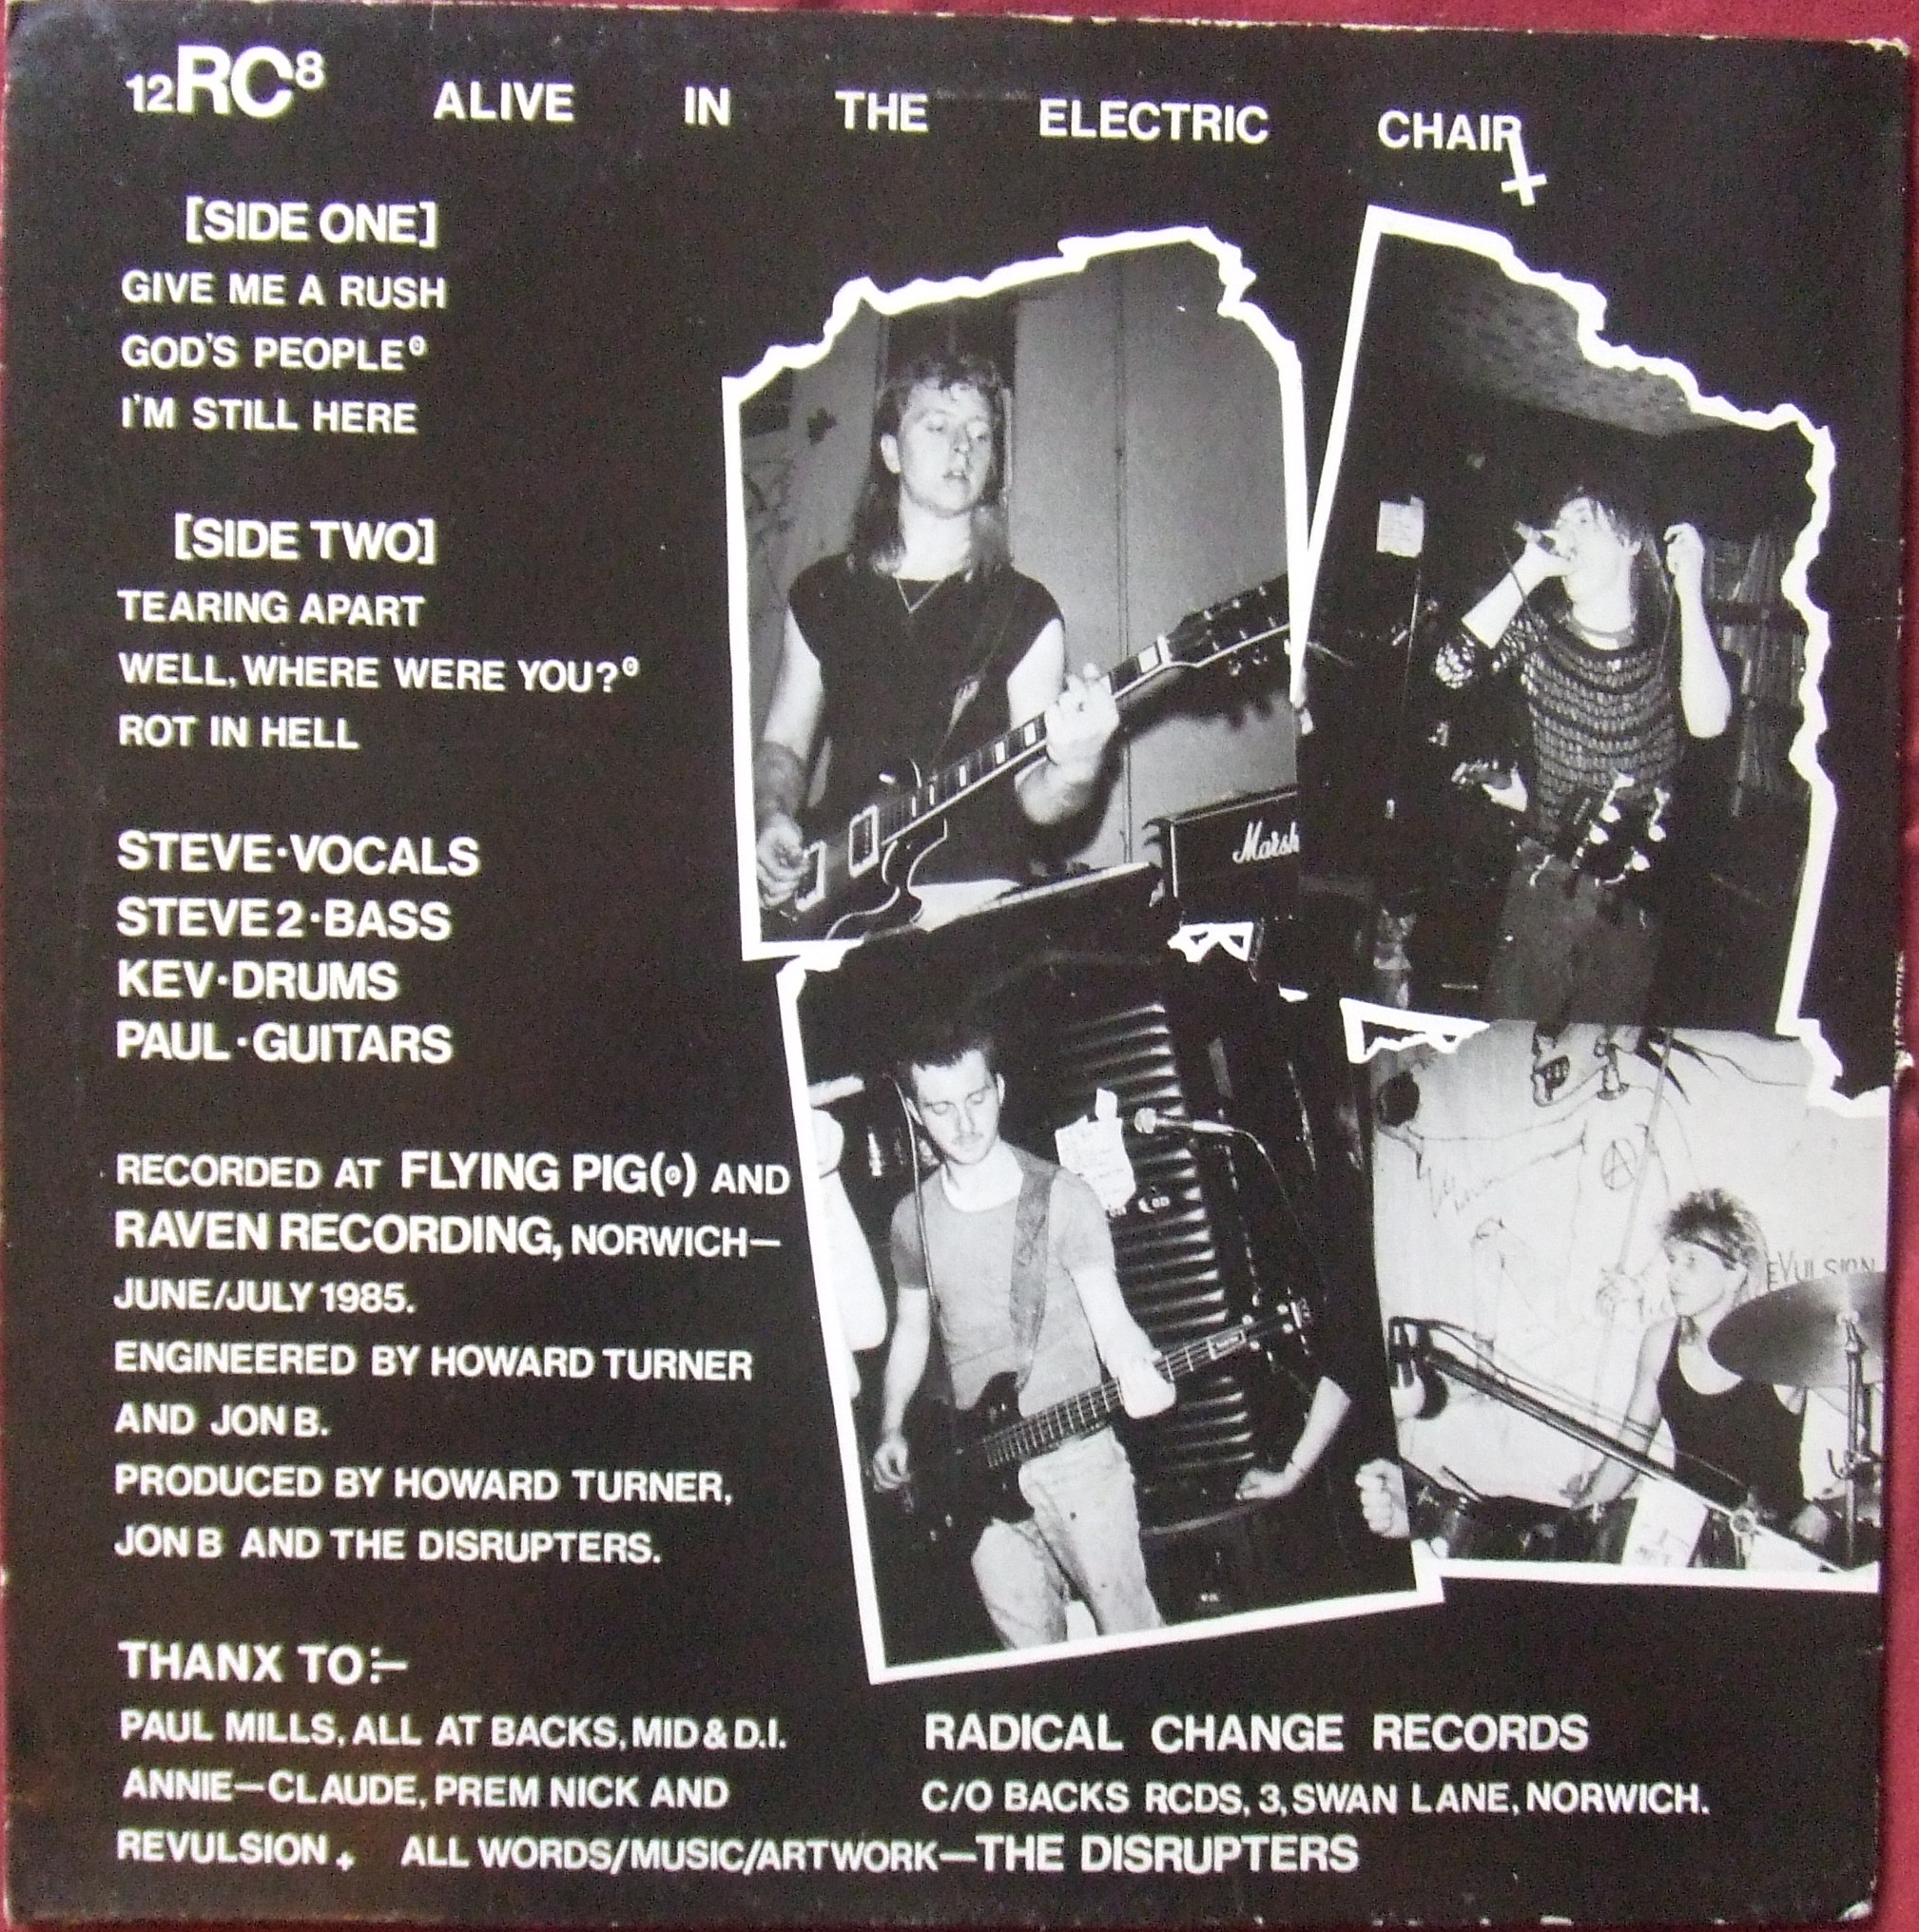 12RC8 ALIVE IN THE ELECTRIC CHAIR
[SIDE ONE]
GIVE ME A RUSH
GOD'S PEOPLE⊙
I'M STILL HERE
[SIDE TWO]
TEARING APART
WELL, WHERE WERE YOU?⊙
ROT IN HELL
STEVE·VOCALS
STEVE 2·BASS
KEV·DRUMS
PAUL·GUITARS
RECORDED AT FLYING PIG(⊙) AND
RAVEN RECORDING, NORWICH—
JUNE/JULY 1985.
ENGINEERED BY HOWARD TURNER
AND JON B.
PRODUCED BY HOWARD TURNER,
JON B AND THE DISRUPTERS.
THANX TO:—
PAUL MILLS, ALL AT BACKS, MID & D.I.
ANNIE—CLAUDE, PREM NICK AND
REVULSION + ALL WORDS/MUSIC/ARTWORK—THE DISRUPTERS
RADICAL CHANGE RECORDS
C/O BACKS RCDS, 3, SWAN LANE, NORWICH.
Marsh
EVULSION